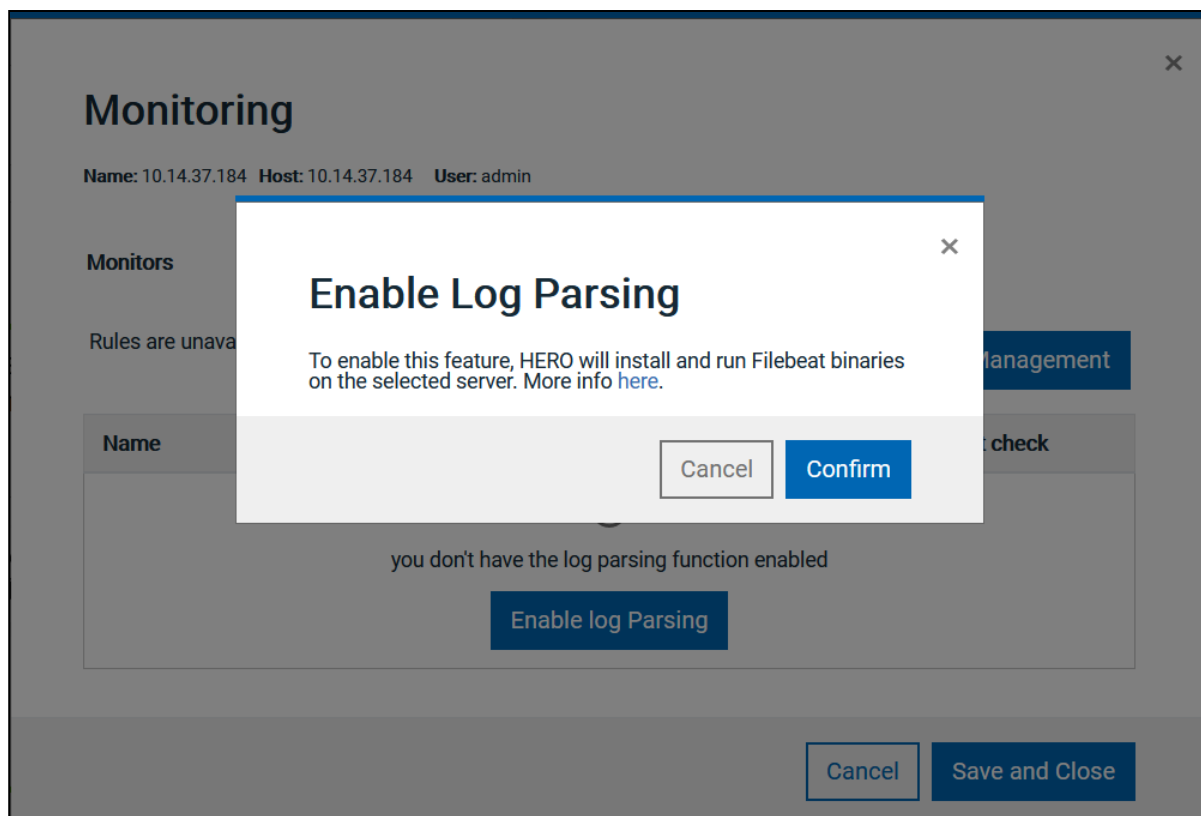 Monitoring
Name: 10.14.37.184 Host: 10.14.37.184 User: admin
Monitors
Enable Log Parsing
Rules are unava
To enable this feature, HERO will install and run Filebeat binaries
on the selected server. More info here.
Management
Name
check
Cancel
Confirm
you don't have the log parsing function enabled
Enable log Parsing
Cancel
Save and Close